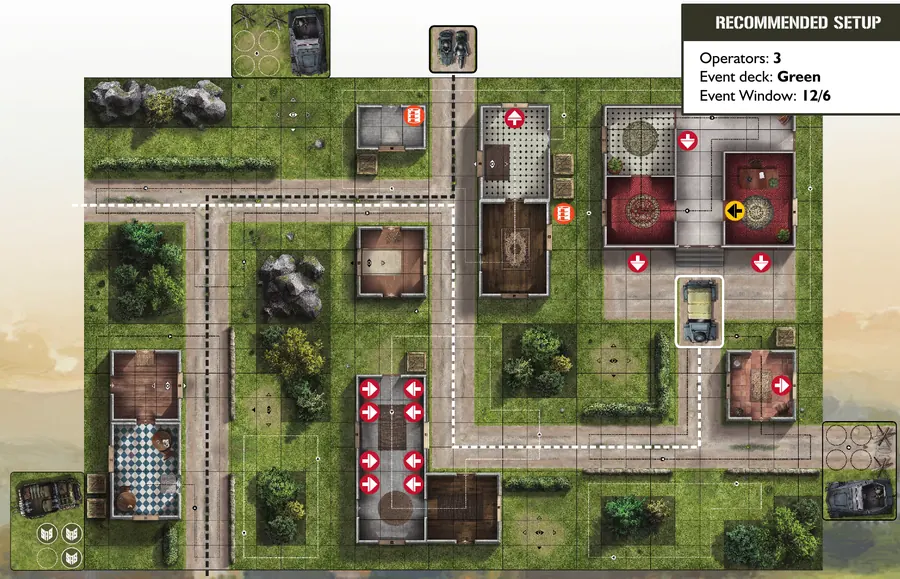 RECOMMENDED SETUP
Operators: 3
Event deck: Green
Event Window: 12/6